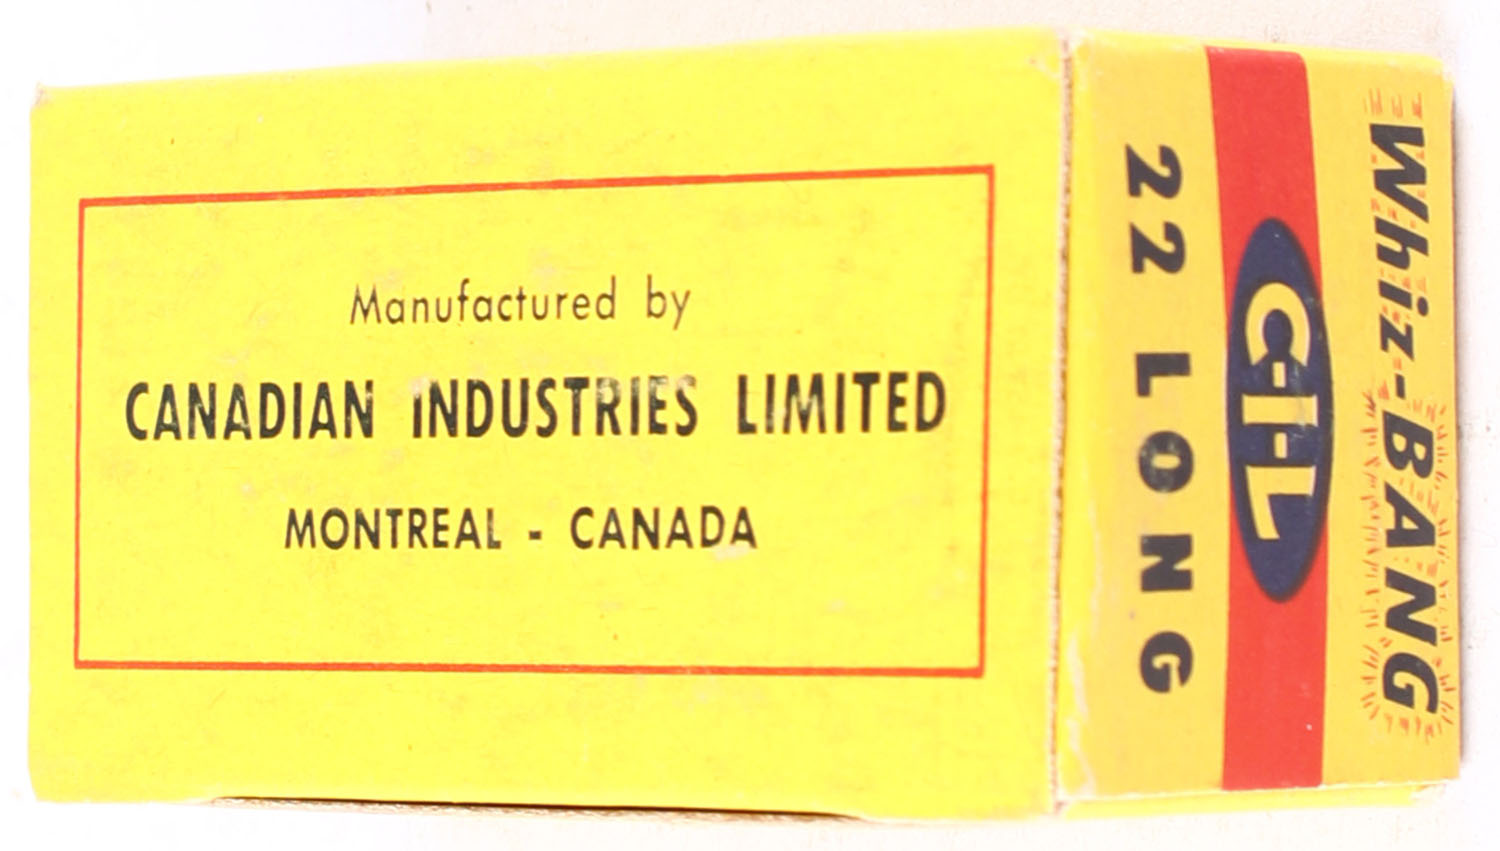 Manufactured by
CANADIAN INDUSTRIES LIMITED
MONTREAL - CANADA
Whiz-BANG
C-I-L
22 LONG